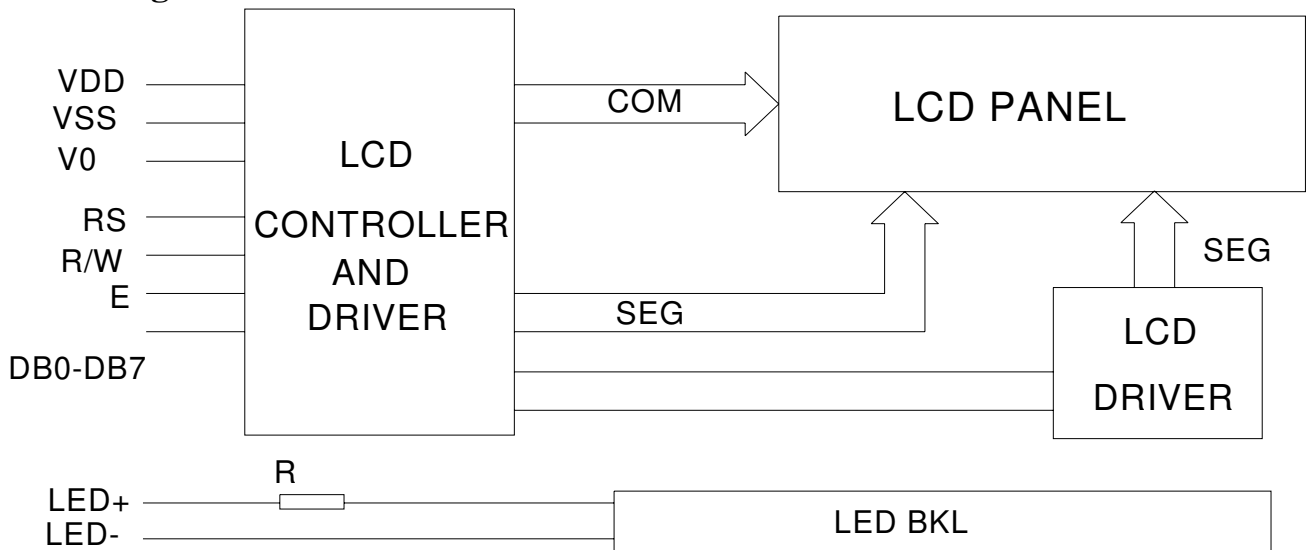 VDD
VSS
V0
RS
R/W
E
DB0-DB7
LCD
CONTROLLER
AND
DRIVER
COM
SEG
LCD PANEL
SEG
LCD
DRIVER
R
LED+
LED-
LED BKL